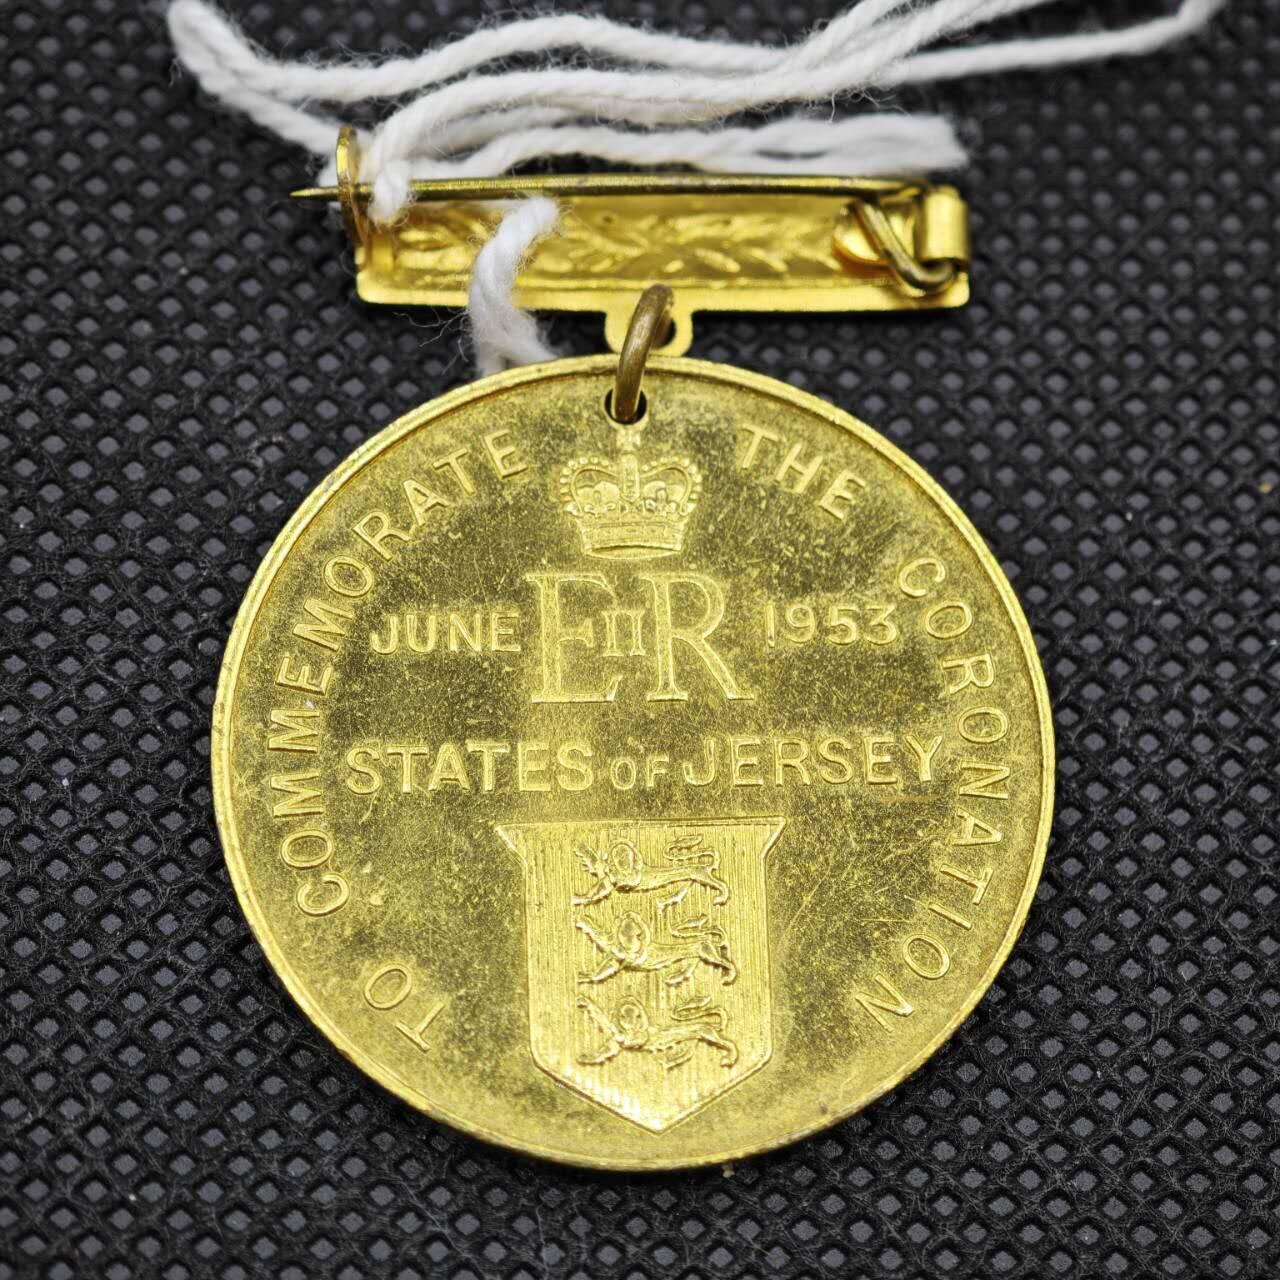 TO COMMEMORATE THE CORONATION
JUNE EIIR 1953
STATES OF JERSEY